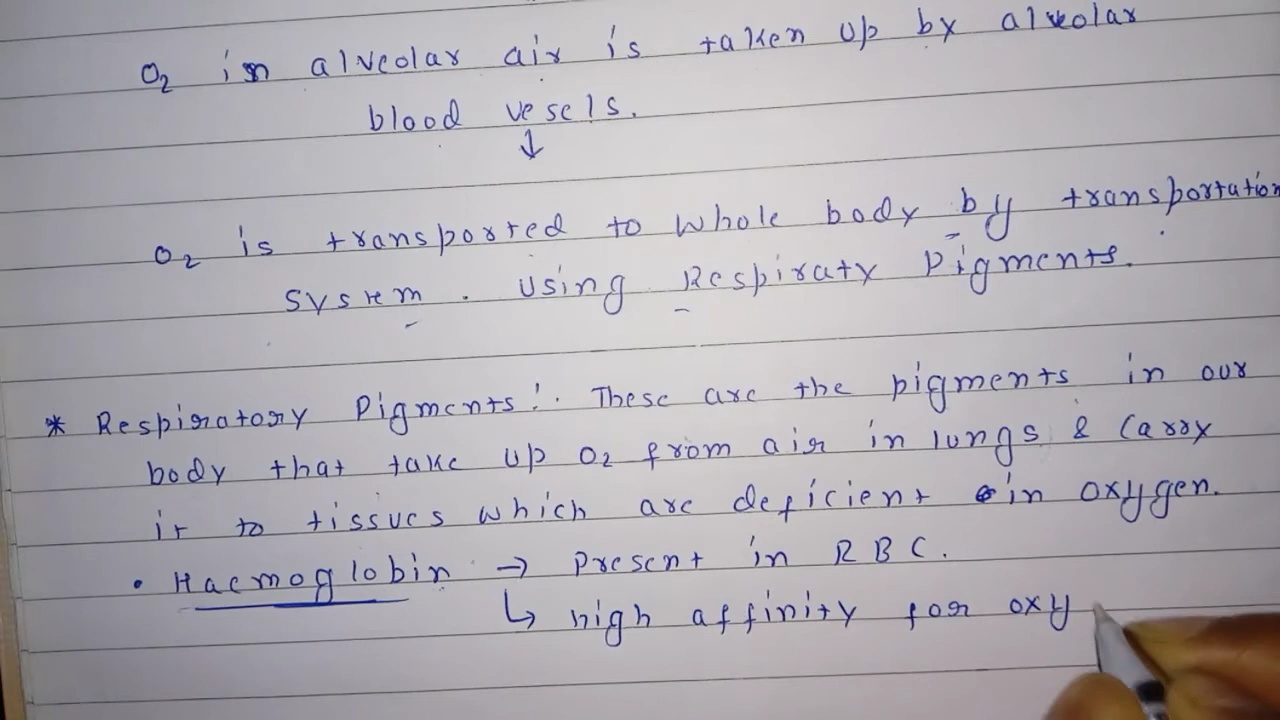 O2 in alveolar air is taken up by alveolar
blood vesels.
↓
O2 is transported to whole body by transportation
system. Using Respiraty Pigments.
* Respiratory Pigments: These are the pigments in our
body that take up O2 from air in lungs & carry
it to tissues which are deficient in oxygen.
• Haemoglobin → Present in RBC.
↳ high affinity for oxy